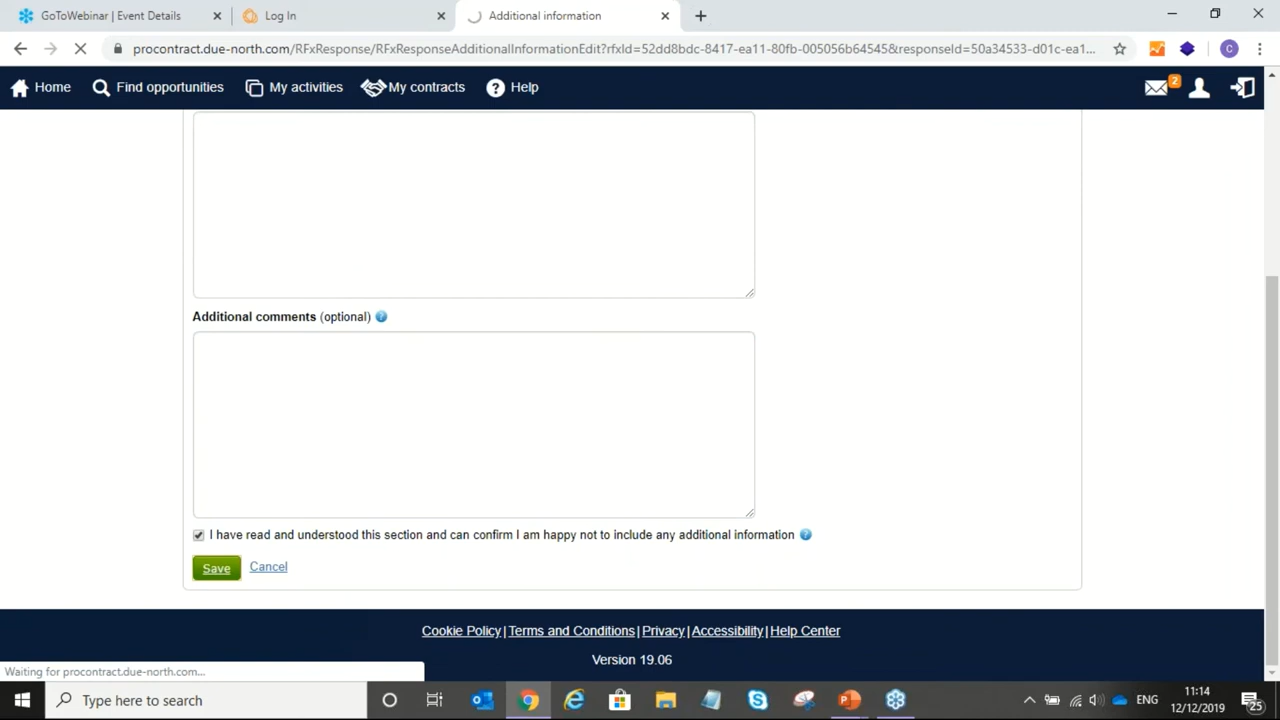 GoToWebinar | Event Details
Log In
Additional information
procontract.due-north.com/RFxResponse/RFxResponseAdditionalInformationEdit?rfxId=52dd8bdc-8417-ea11-80fb-005056b64545&responseId=50a34533-d01c-ea1...
C
Home
Find opportunities
My activities
My contracts
? Help
2
Additional comments (optional) ?
I have read and understood this section and can confirm I am happy not to include any additional information ?
Save Cancel
Cookie Policy | Terms and Conditions | Privacy | Accessibility | Help Center
Version 19.06
Waiting for procontract.due-north.com...
Type here to search
ENG
11:14
12/12/2019
25